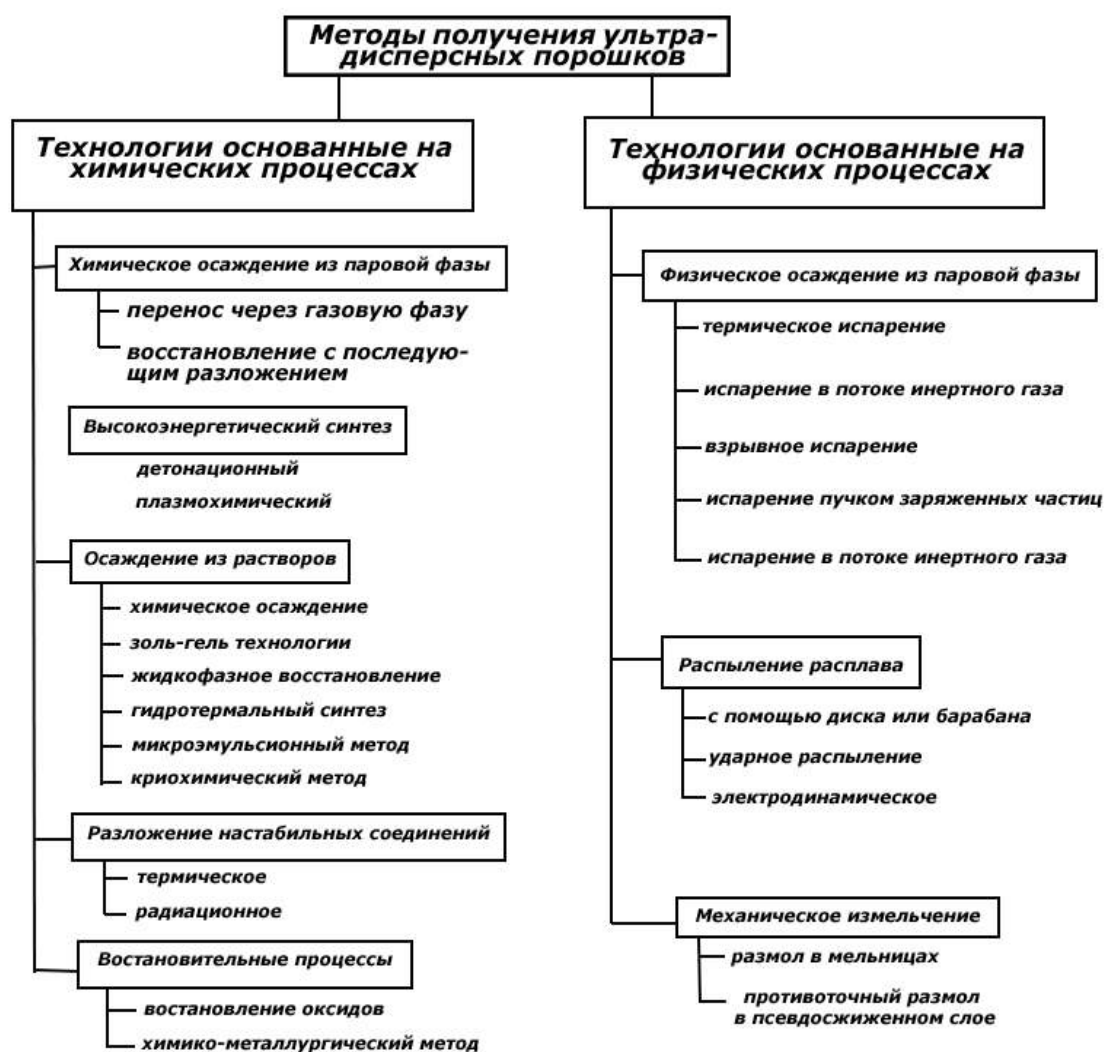 Методы получения ультра-
дисперсных порошков
Технологии основанные на
химических процессах
Химическое осаждение из паровой фазы
перенос через газовую фазу
восстановление с последую-
щим разложением
Высокоэнергетический синтез
детонационный
плазмохимический
Осаждение из растворов
химическое осаждение
золь-гель технологии
жидкофазное восстановление
гидротермальный синтез
микроэмульсионный метод
криохимический метод
Разложение настабильных соединений
термическое
радиационное
Востановительные процессы
востановление оксидов
химико-металлургический метод
Технологии основанные на
физических процессах
Физическое осаждение из паровой фазы
термическое испарение
испарение в потоке инертного газа
взрывное испарение
испарение пучком заряженных частиц
испарение в потоке инертного газа
Распыление расплава
с помощью диска или барабана
ударное распыление
электродинамическое
Механическое измельчение
размол в мельницах
противоточный размол
в псевдосжиженном слое